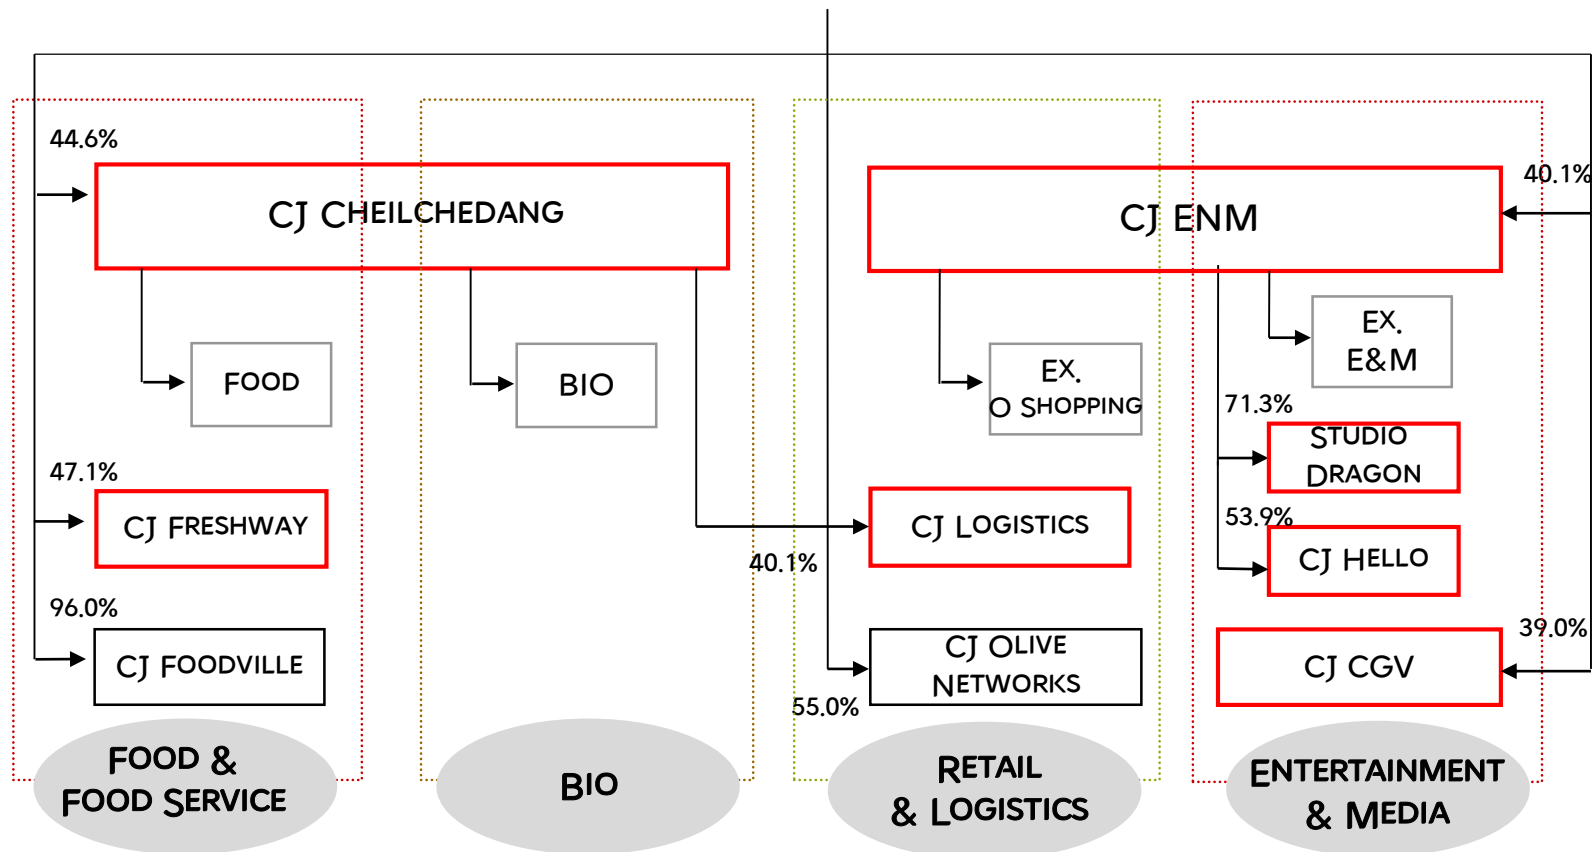 44.6%
CJ CHEILCHEDANG
40.1%
CJ ENM
FOOD
BIO
EX.
O SHOPPING
EX.
E&M
71.3%
STUDIO
DRAGON
47.1%
CJ FRESHWAY
CJ LOGISTICS
40.1%
53.9%
CJ HELLO
96.0%
CJ FOODVILLE
CJ OLIVE
NETWORKS
55.0%
39.0%
CJ CGV
FOOD &
FOOD SERVICE
BIO
RETAIL
& LOGISTICS
ENTERTAINMENT
& MEDIA